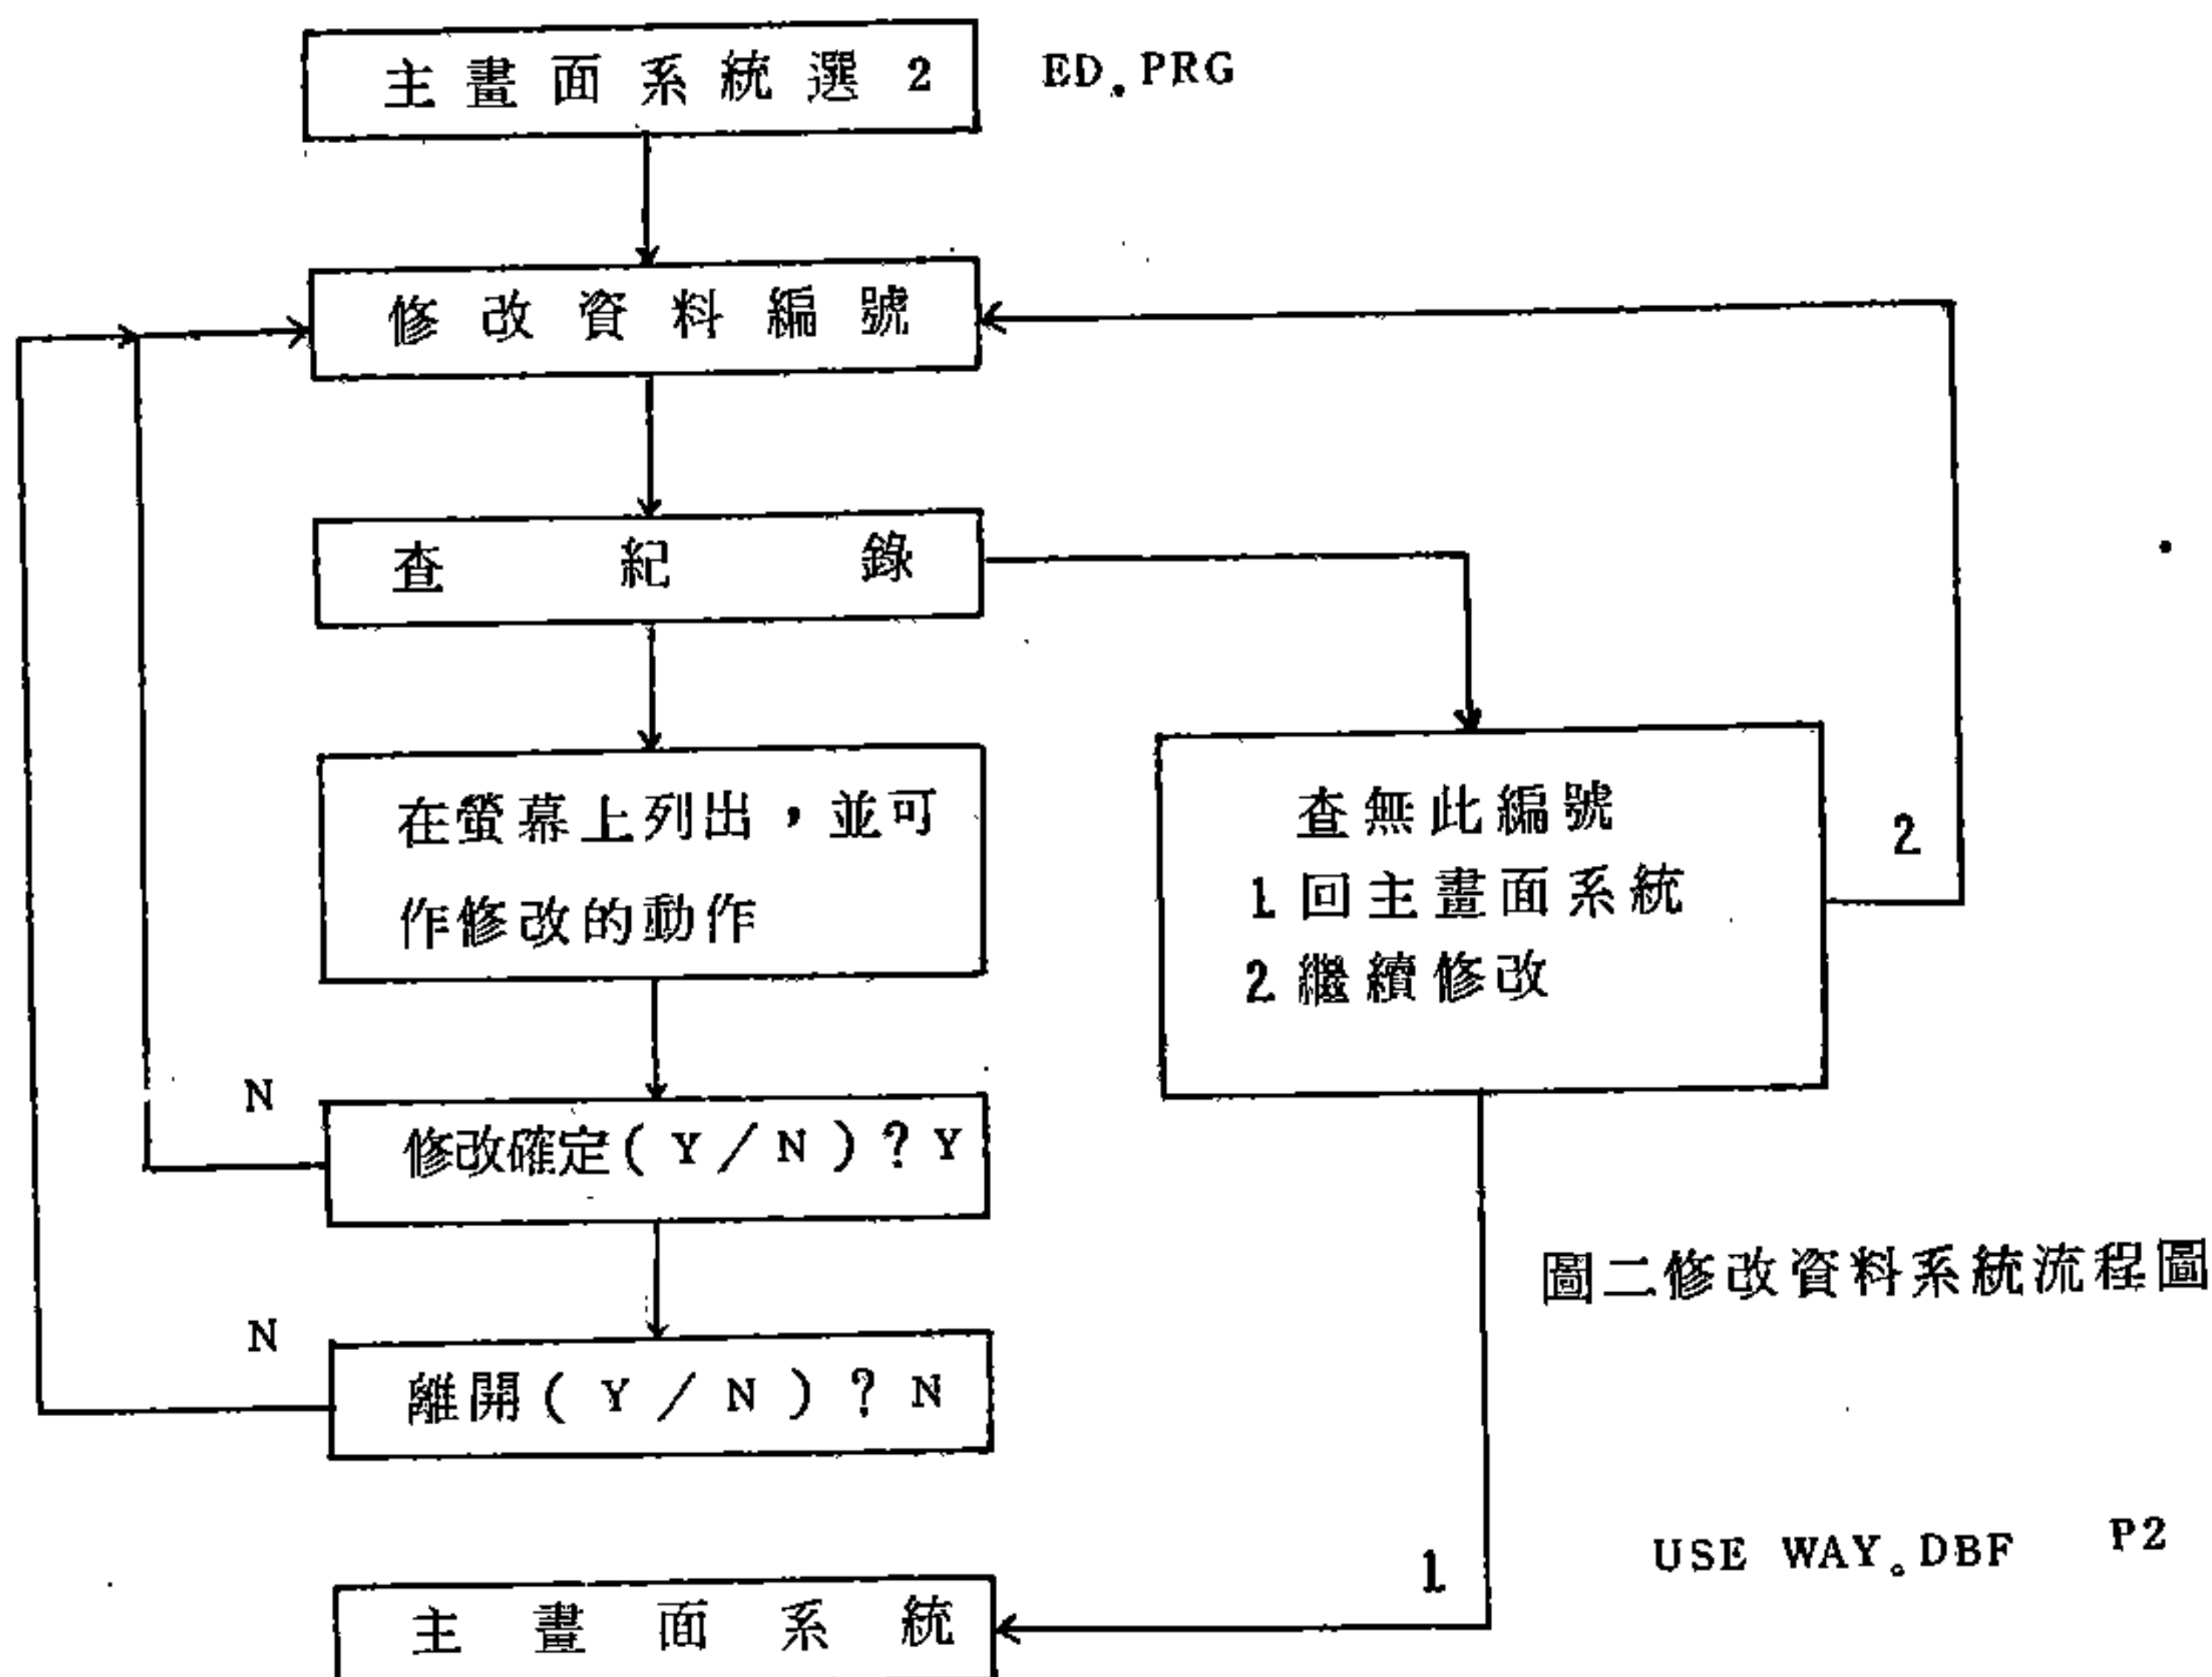 主畫面系統選2
ED.PRG
修改資料編號
查紀錄
在螢幕上列出，並可
作修改的動作
查無此編號
1回主畫面系統
2繼續修改
2
N
修改確定(Y/N)?Y
圖二修改資料系統流程圖
N
離開(Y/N)?N
USE WAY.DBF
P2
1
主畫面系統